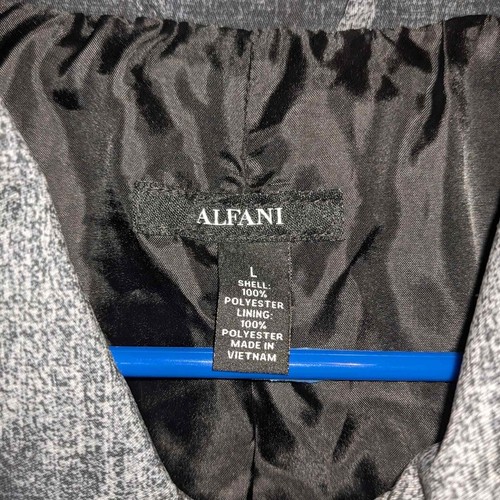 ALFANI
L
SHELL:
100%
POLYESTER
LINING:
100%
POLYESTER
MADE IN
VIETNAM